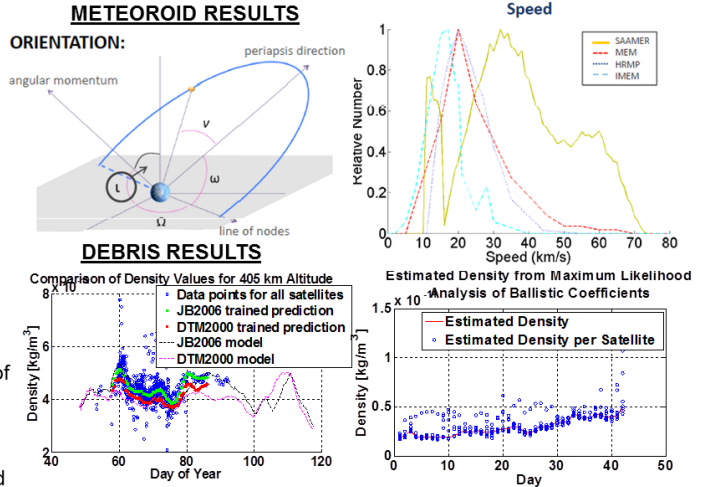 METEOROID RESULTS
ORIENTATION:
periapsis direction
angular momentum
ν
ω
ι
Ω
line of nodes
Speed
Relative Number
1
0.8
0.6
0.4
0.2
0
SAAMER
MEM
HRMP
IMEM
0 10 20 30 40 50 60 70 80
Speed (km/s)
DEBRIS RESULTS
Comparison of Density Values for 405 km Altitude
8 x 10
6
4
2
Density [kg/m³]
Data points for all satellites
JB2006 trained prediction
DTM2000 trained prediction
JB2006 model
DTM2000 model
40 60 80 100 120
Day of Year
of
d
Estimated Density from Maximum Likelihood
Analysis of Ballistic Coefficients
1.5 x 10
1
0.5
0
Density [kg/m³]
Estimated Density
Estimated Density per Satellite
0 10 20 30 40 50
Day